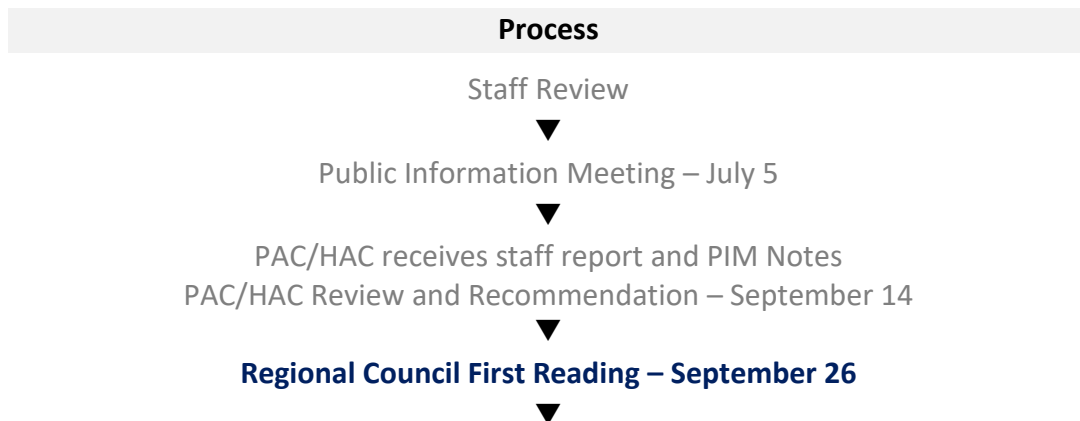 Process
Staff Review
Public Information Meeting – July 5
PAC/HAC receives staff report and PIM Notes
PAC/HAC Review and Recommendation – September 14
Regional Council First Reading – September 26